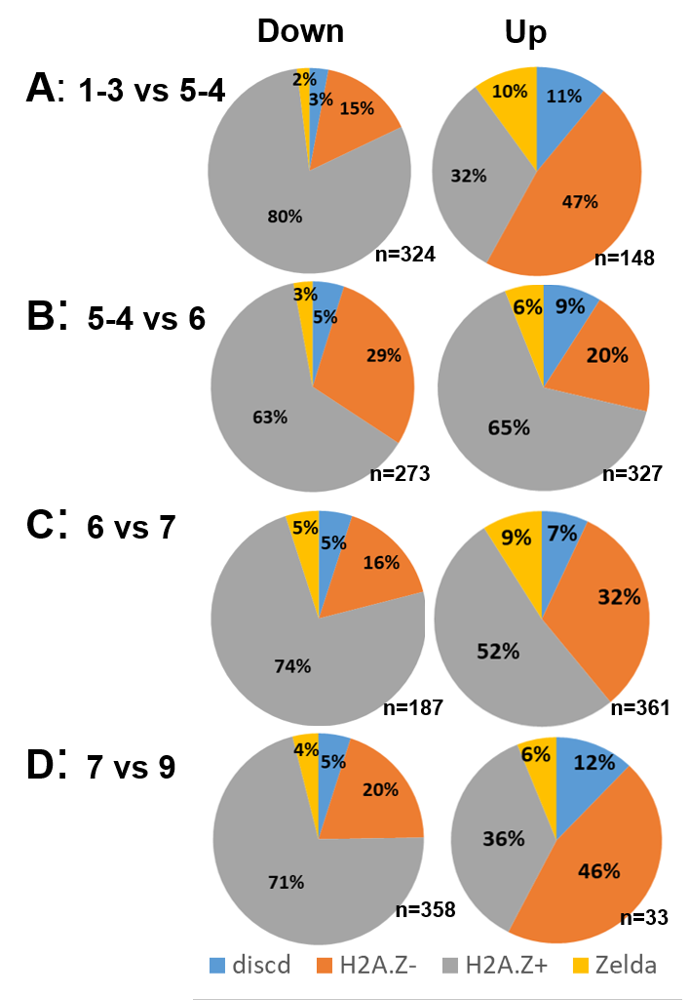 Down Up
A: 1-3 vs 5-4
2% 3% 15% 80% n=324
10% 11% 47% 32% n=148
B: 5-4 vs 6
3% 5% 29% 63% n=273
6% 9% 20% 65% n=327
C: 6 vs 7
5% 5% 16% 74% n=187
9% 7% 32% 52% n=361
D: 7 vs 9
4% 5% 20% 71% n=358
6% 12% 46% 36% n=33
discd H2A.Z- H2A.Z+ Zelda